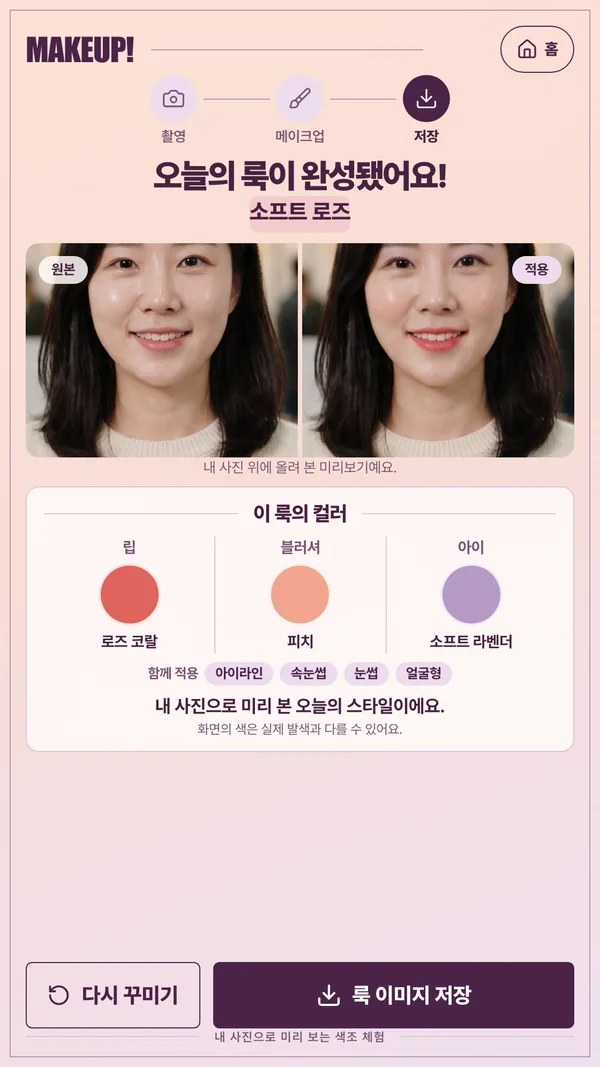 MAKEUP!
홈
촬영
메이크업
저장
오늘의 룩이 완성됐어요!
소프트 로즈
원본
적용
내 사진 위에 올려 본 미리보기예요.
이 룩의 컬러
립
블러셔
아이
로즈 코랄
피치
소프트 라벤더
함께 적용 아이라인 속눈썹 눈썹 얼굴형
내 사진으로 미리 본 오늘의 스타일이에요.
화면의 색은 실제 발색과 다를 수 있어요.
다시 꾸미기
룩 이미지 저장
내 사진으로 미리 보는 색조 체험